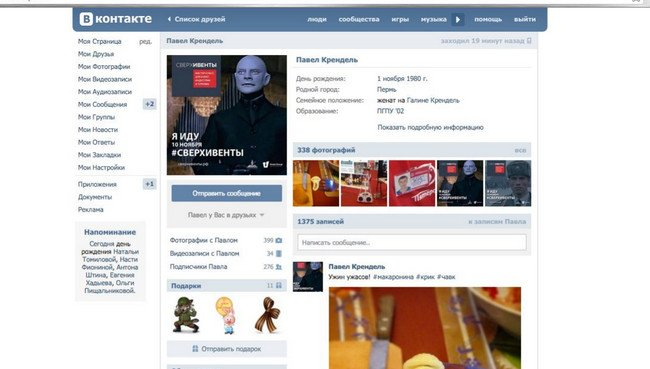 В контакте
Список друзей
люди сообщества игры музыка помощь выйти
Моя Страница ред.
Мои Друзья
Мои Фотографии
Мои Видеозаписи
Мои Аудиозаписи
Мои Сообщения +2
Мои Группы
Мои Новости
Мои Ответы
Мои Закладки
Мои Настройки
Приложения +1
Документы
Реклама
Напоминание
Сегодня день
рождения Натальи
Томиловой, Насти
Фиониной, Антона
Штина, Евгения
Хадыева, Ольги
Пищальниковой.
Павел Крендель
заходил 19 минут назад
СВЕРХИВЕНТЫ
Я ИДУ
10 НОЯБРЯ
#СВЕРХИВЕНТЫ
Отправить сообщение
Павел у Вас в друзьях
Фотографии с Павлом 399
Видеозаписи с Павлом 34
Подписчики Павла 276
Подарки 11
Отправить подарок
Павел Крендель
День рождения: 1 ноября 1980 г.
Родной город: Пермь
Семейное положение: женат на Галине Крендель
Образование: ПГПУ '02
Показать подробную информацию
338 фотографий все
1375 записей к записям Павла
Написать сообщение..
Павел Крендель
Ужин ужасов! #макаронина #крик #чавк